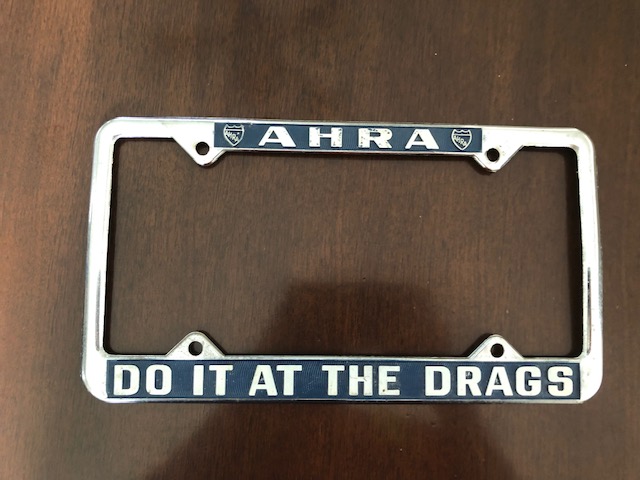 AHRA
DO IT AT THE DRAGS